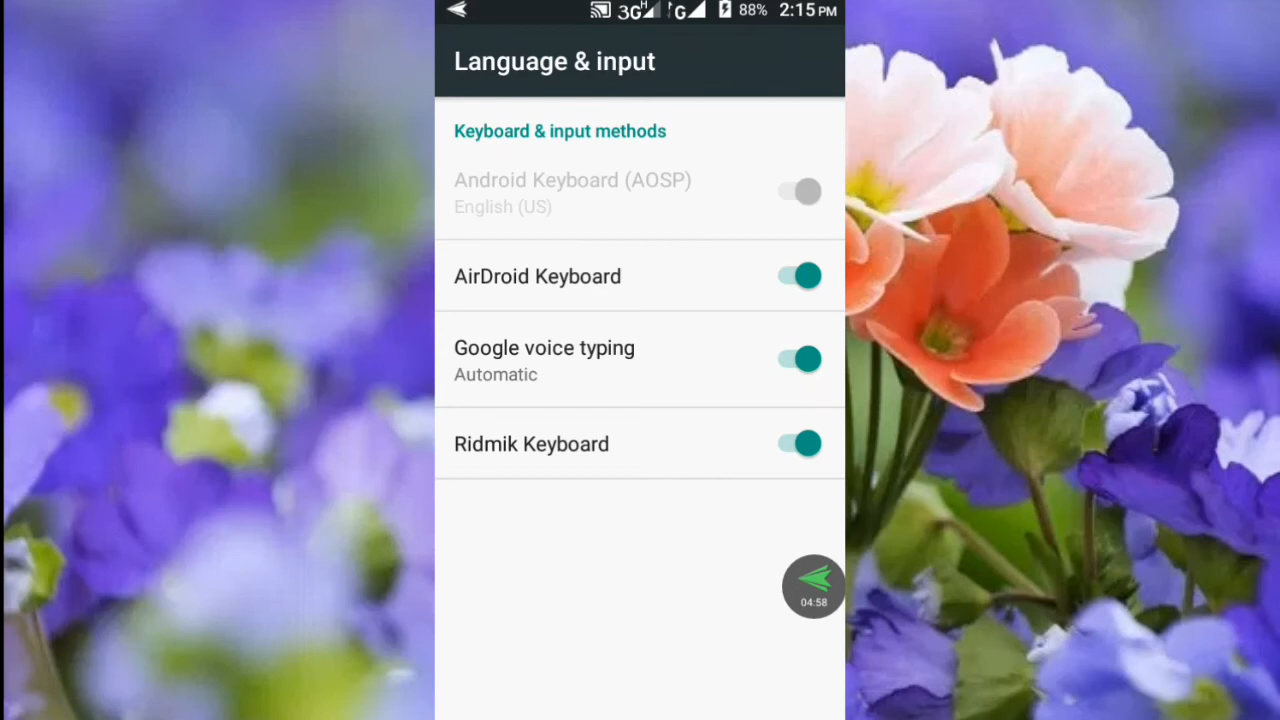 3G H G 88% 2:15 PM
Language & input
Keyboard & input methods
Android Keyboard (AOSP)
English (US)
AirDroid Keyboard
Google voice typing
Automatic
Ridmik Keyboard
04:58